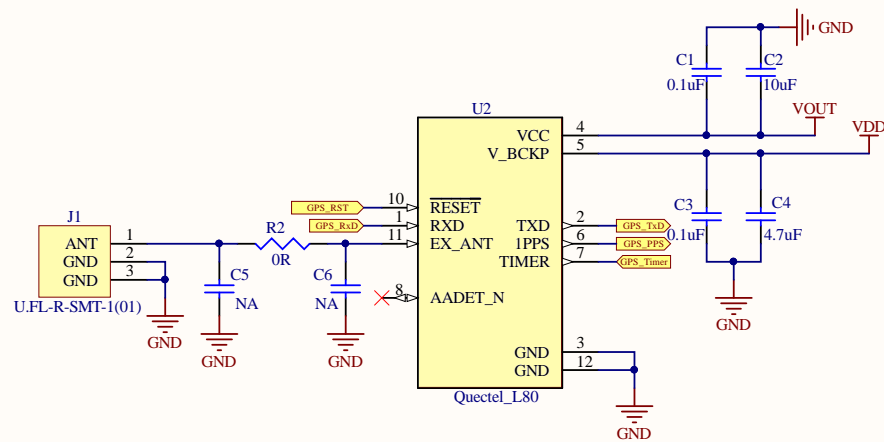 GND
C1
0.1uF
C2
10uF
VOUT
VDD
U2
VCC 4
V_BCKP 5
GPS_RST 10 RESET
GPS_RxD 1 RXD
11 EX_ANT
8 AADET_N
TXD 2 GPS_TxD
1PPS 6 GPS_PPS
TIMER 7 GPS_Timer
GND 3
GND 12
Quectel_L80
GND
C3
0.1uF
C4
4.7uF
GND
J1
ANT 1
GND 2
GND 3
U.FL-R-SMT-1(01)
GND
R2
0R
C5
NA
GND
C6
NA
GND